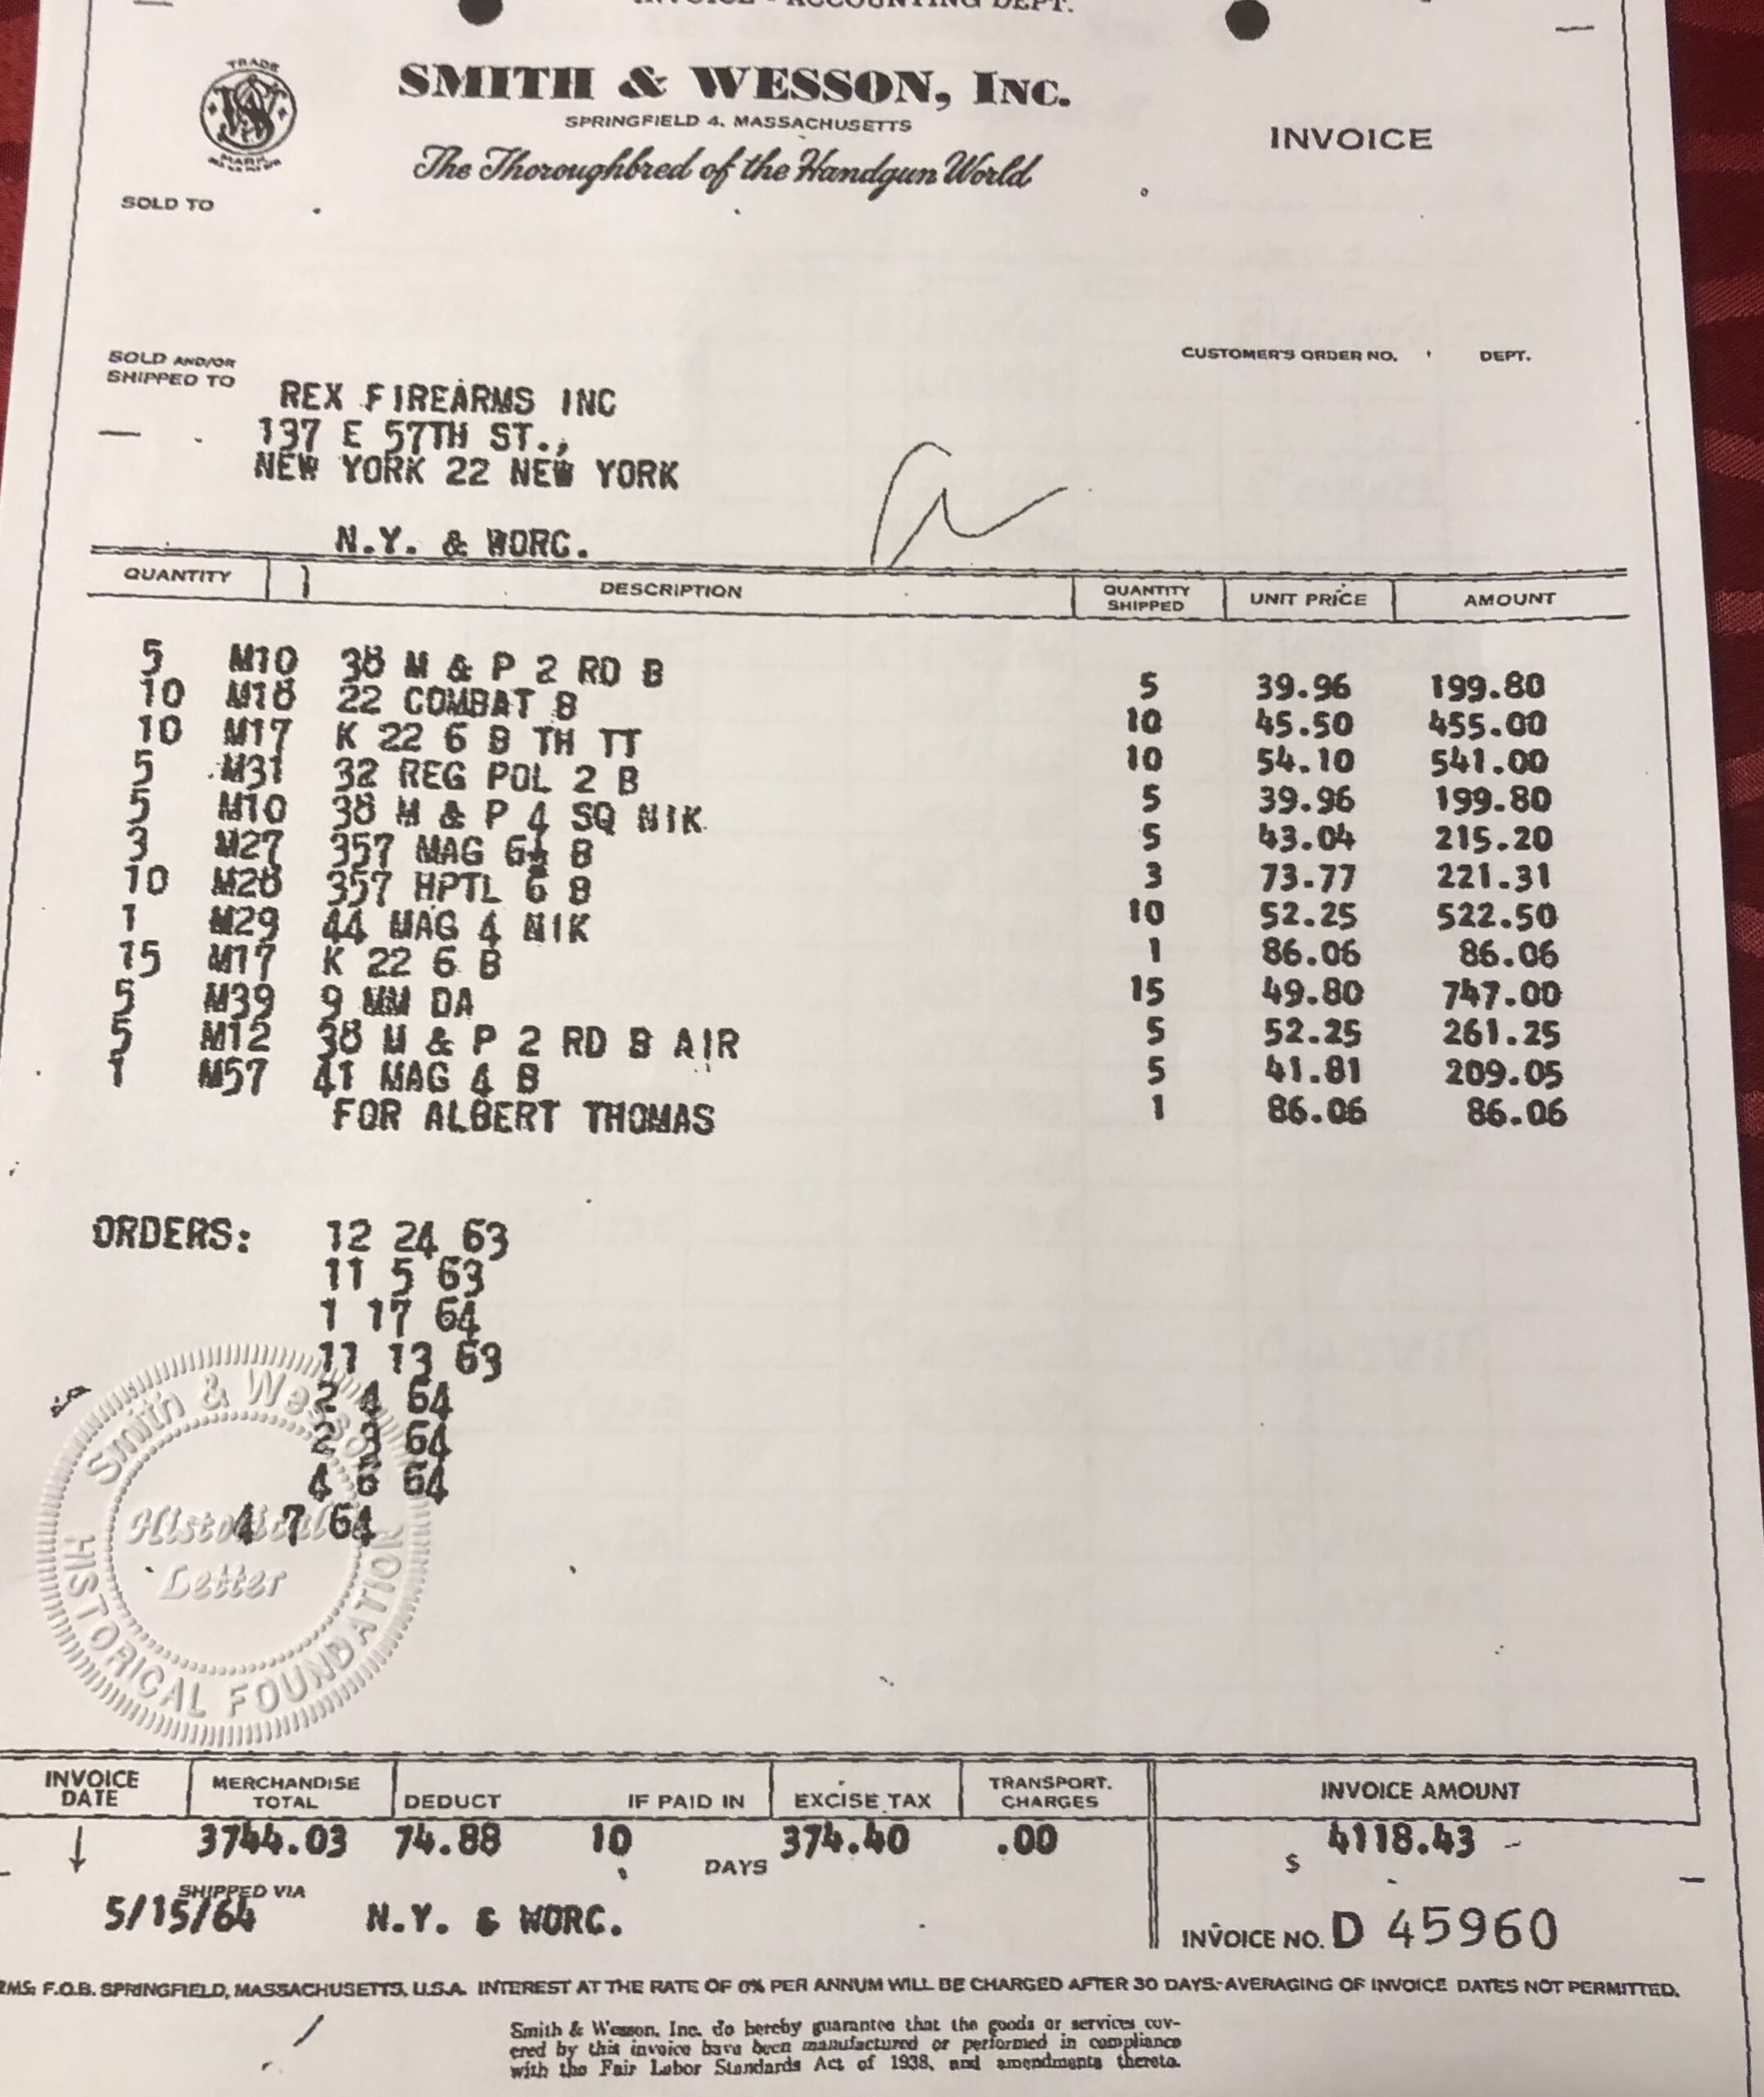 INVOICE - ACCOUNTING DEPT.
TRADE
MARK
SMITH & WESSON, INC.
SPRINGFIELD 4, MASSACHUSETTS
The Thoroughbred of the Handgun World
INVOICE
SOLD TO
SOLD AND/OR
SHIPPED TO
CUSTOMER'S ORDER NO.
DEPT.
REX FIREARMS INC
137 E 57TH ST.,
NEW YORK 22 NEW YORK
N.Y. & WORC.
QUANTITY DESCRIPTION QUANTITY SHIPPED UNIT PRICE AMOUNT
5 M10 38 M & P 2 RD B 5 39.96 199.80
10 M18 22 COMBAT B 10 45.50 455.00
10 M17 K 22 6 B TH TT 10 54.10 541.00
5 M31 32 REG POL 2 B 5 39.96 199.80
5 M10 38 M & P 4 SQ NIK 5 43.04 215.20
3 M27 357 MAG 6½ B 3 73.77 221.31
10 M28 357 HPTL 6 B 10 52.25 522.50
1 M29 44 MAG 4 NIK 1 86.06 86.06
15 M17 K 22 6 B 15 49.80 747.00
5 M39 9 MM DA 5 52.25 261.25
5 M12 38 M & P 2 RD B AIR 5 41.81 209.05
1 M57 41 MAG 4 B 1 86.06 86.06
FOR ALBERT THOMAS
ORDERS: 12 24 63
11 5 63
1 17 64
11 13 63
2 4 64
2 3 64
4 6 64
4 7 64
Smith & Wesson
HISTORICAL FOUNDATION
Historical
Letter
INVOICE DATE MERCHANDISE TOTAL DEDUCT IF PAID IN EXCISE TAX TRANSPORT. CHARGES INVOICE AMOUNT
3744.03 74.88 10 DAYS 374.40 .00 $ 4118.43
SHIPPED VIA
5/15/64 N.Y. & WORC.
INVOICE NO. D 45960
RMS: F.O.B. SPRINGFIELD, MASSACHUSETTS, U.S.A. INTEREST AT THE RATE OF 6% PER ANNUM WILL BE CHARGED AFTER 30 DAYS-AVERAGING OF INVOICE DATES NOT PERMITTED.
Smith & Wesson, Inc. do hereby guarantee that the goods or services cov-
ered by this invoice have been manufactured or performed in compliance
with the Fair Labor Standards Act of 1938, and amendments thereto.